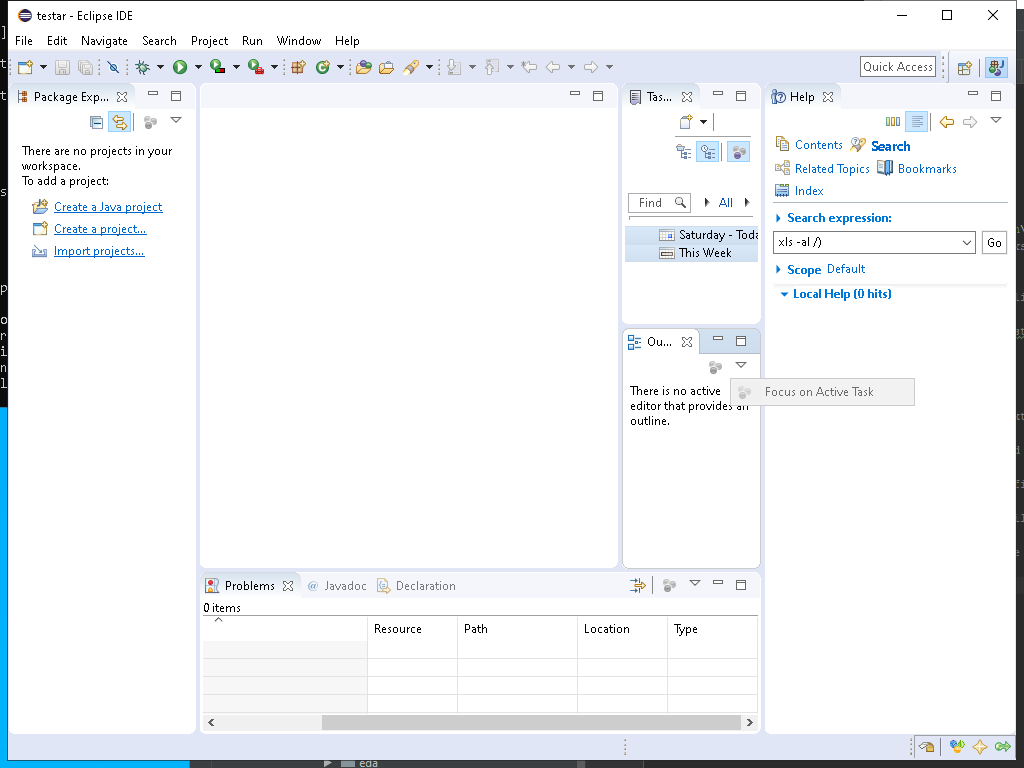 testar - Eclipse IDE
File Edit Navigate Search Project Run Window Help
Quick Access
Package Exp...
There are no projects in your
workspace.
To add a project:
Create a Java project
Create a project...
Import projects...
Tas...
Find
All
Saturday - Toda
This Week
Ou...
There is no active
editor that provides an
outline.
Focus on Active Task
Help
Contents Search
Related Topics Bookmarks
Index
Search expression:
xls -al /)
Go
Scope Default
Local Help (0 hits)
Problems @ Javadoc Declaration
0 items
Resource Path Location Type
eda